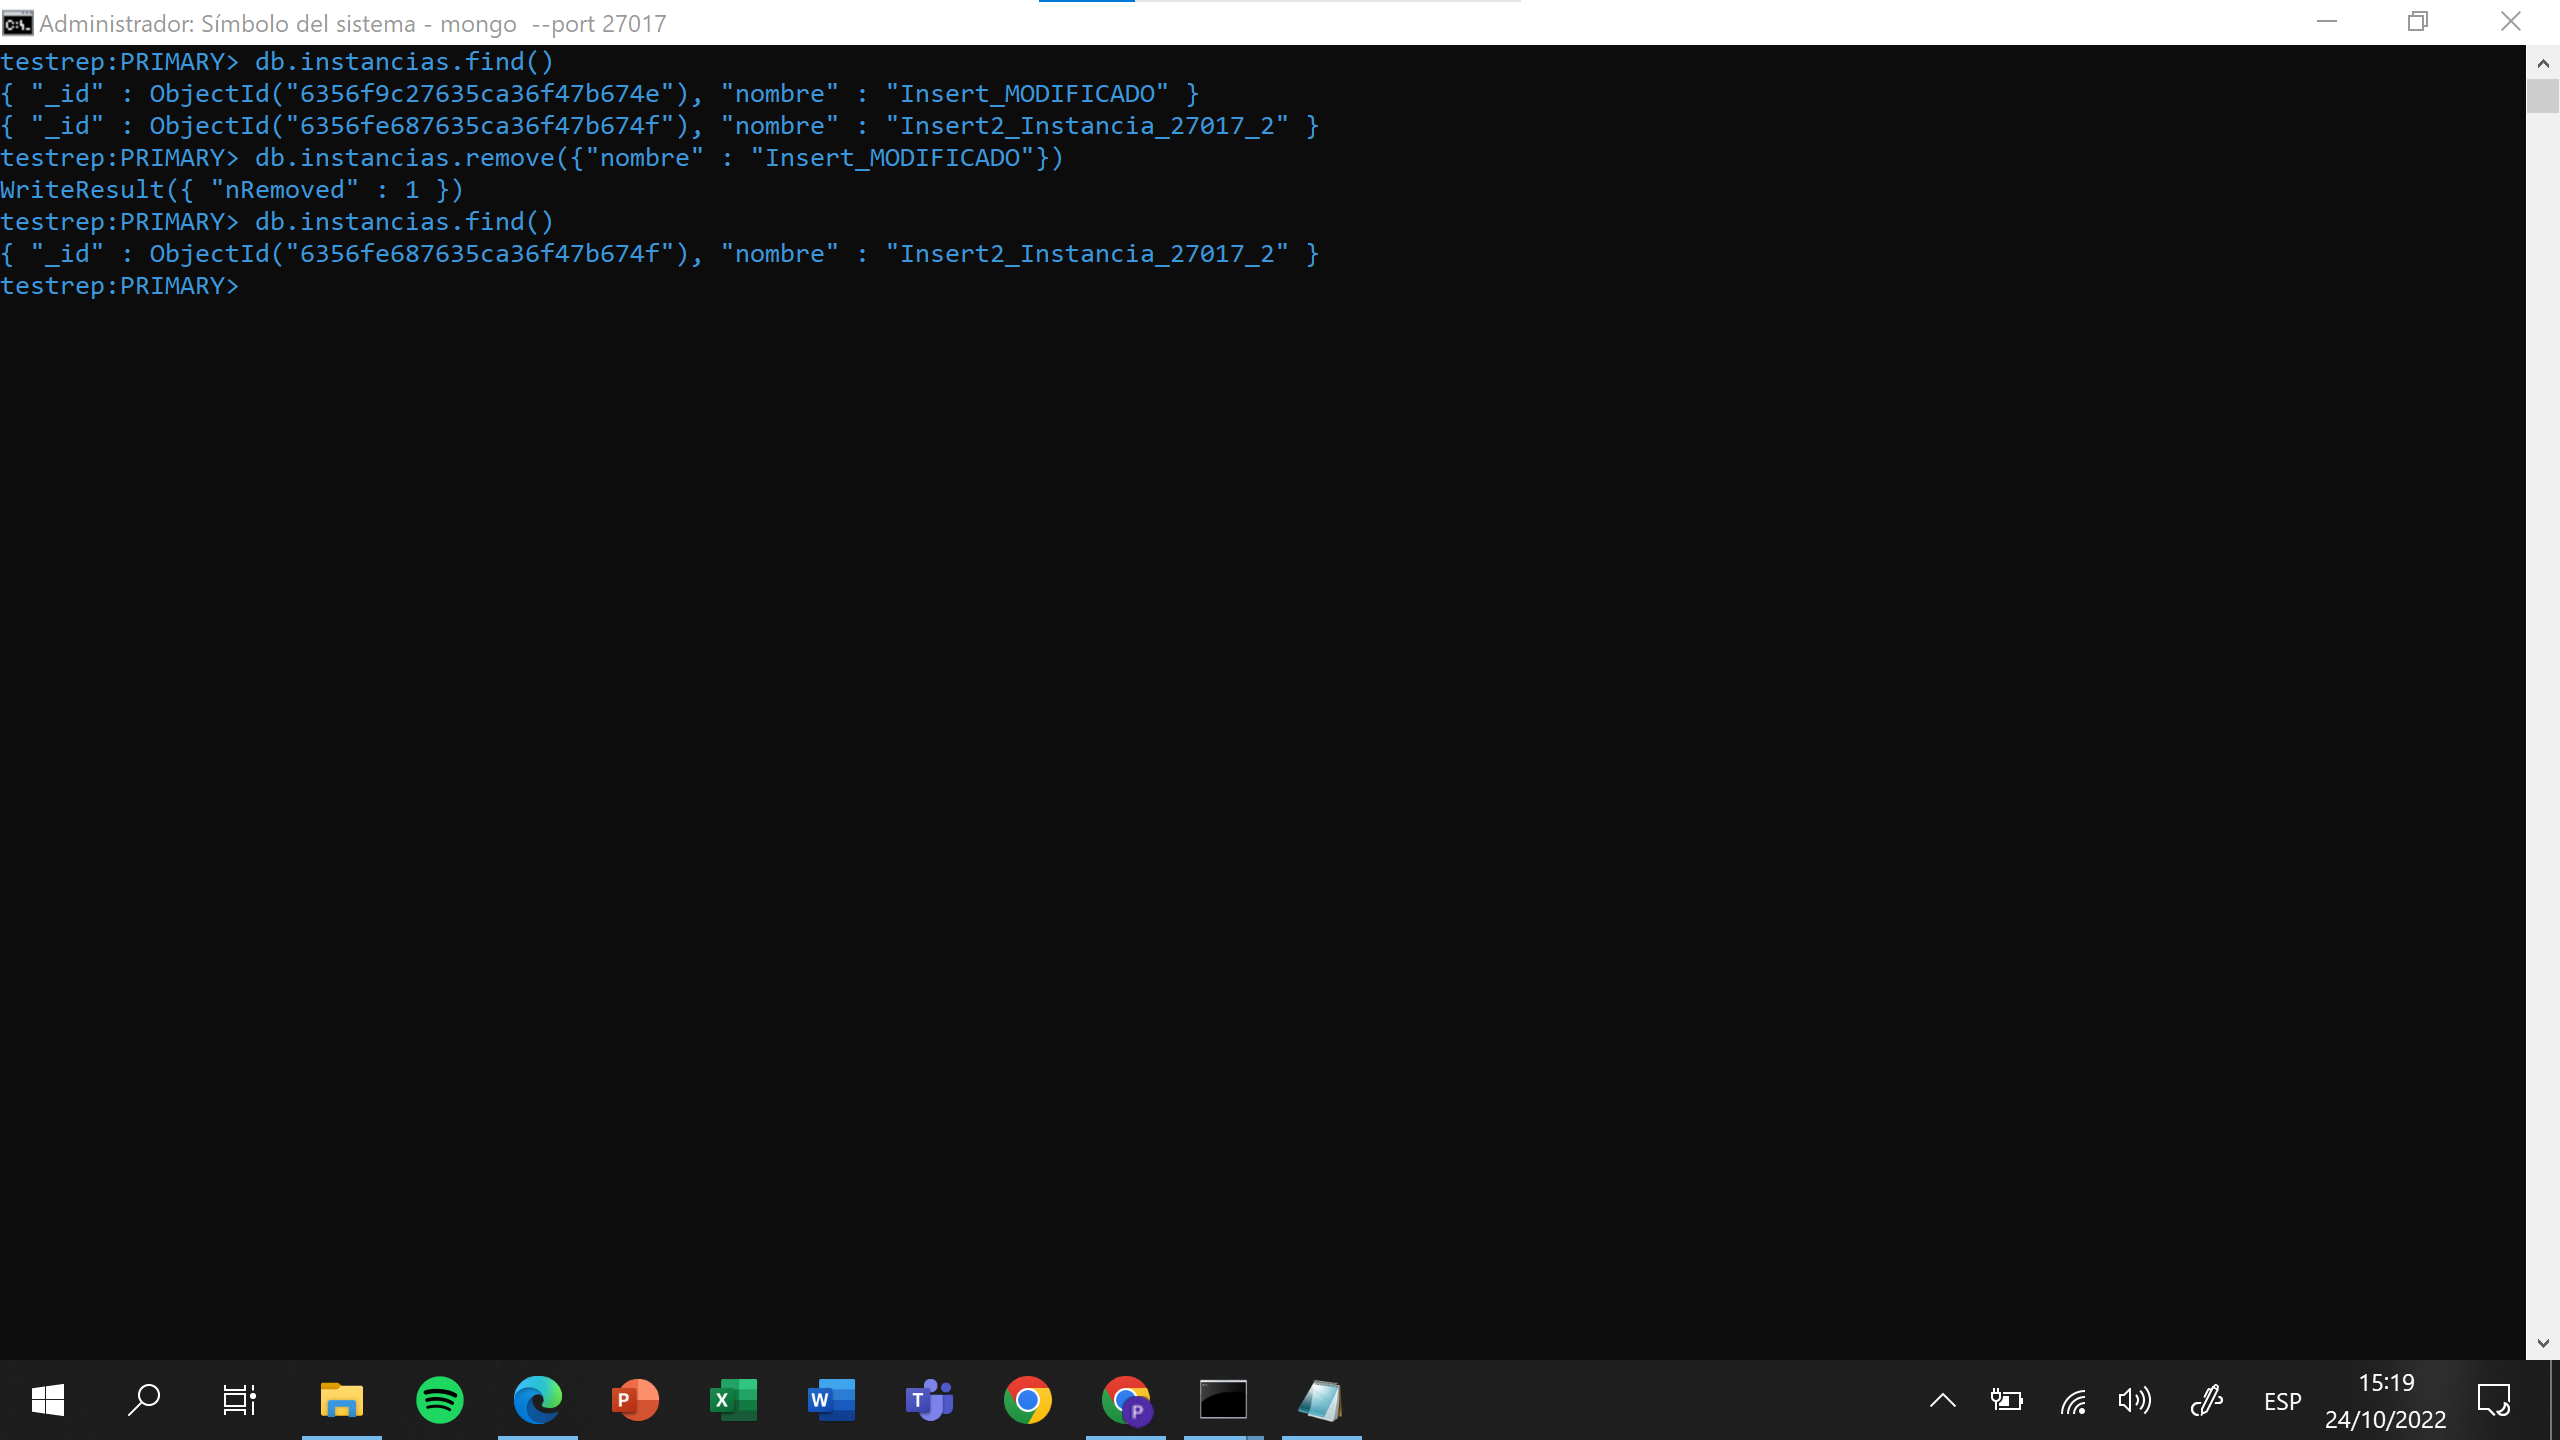 Administrador: Símbolo del sistema - mongo  --port 27017
testrep:PRIMARY> db.instancias.find()
{ "_id" : ObjectId("6356f9c27635ca36f47b674e"), "nombre" : "Insert_MODIFICADO" }
{ "_id" : ObjectId("6356fe687635ca36f47b674f"), "nombre" : "Insert2_Instancia_27017_2" }
testrep:PRIMARY> db.instancias.remove({"nombre" : "Insert_MODIFICADO"})
WriteResult({ "nRemoved" : 1 })
testrep:PRIMARY> db.instancias.find()
{ "_id" : ObjectId("6356fe687635ca36f47b674f"), "nombre" : "Insert2_Instancia_27017_2" }
testrep:PRIMARY>
ESP
15:19
24/10/2022